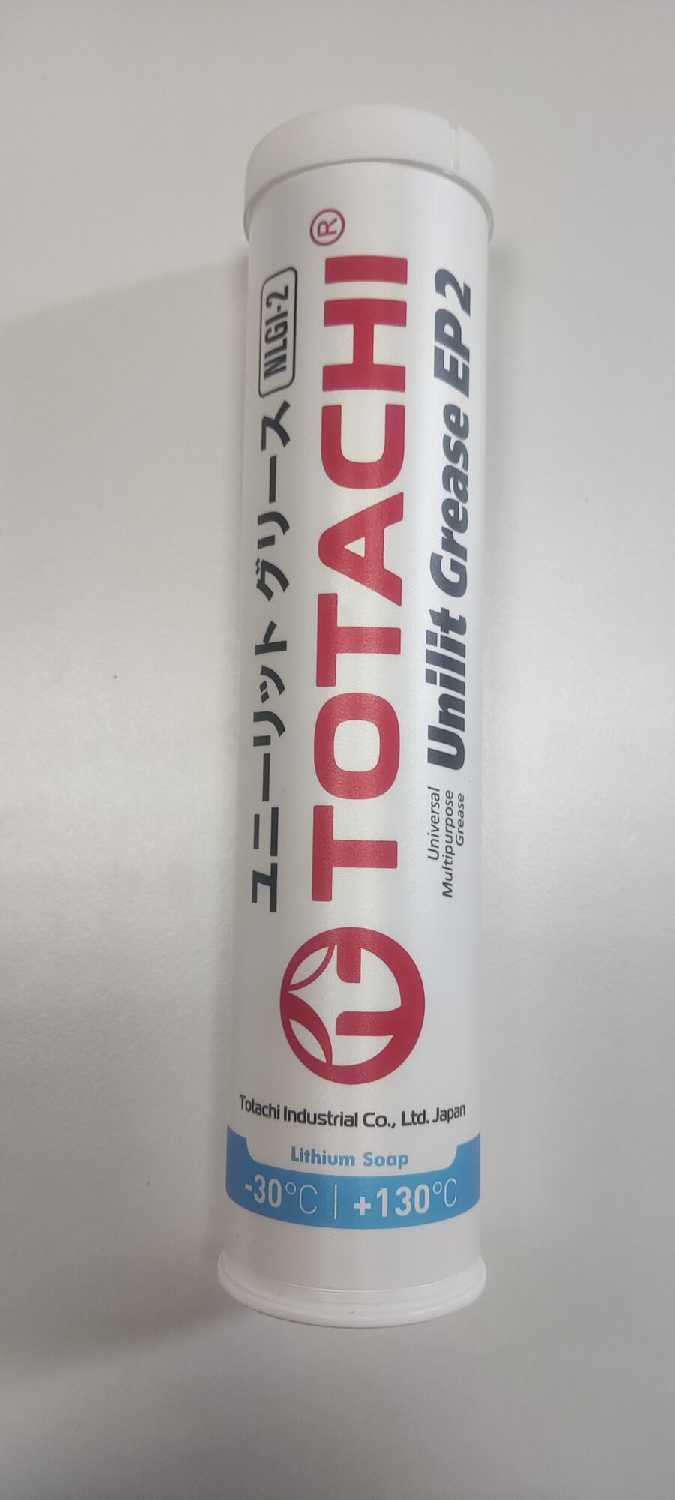 ユニーリット グリース NLGI-2
TOTACHI®
Universal
Multipurpose
Grease
Unilit Grease EP2
Totachi Industrial Co., Ltd. Japan
Lithium Soap
-30°C | +130°C